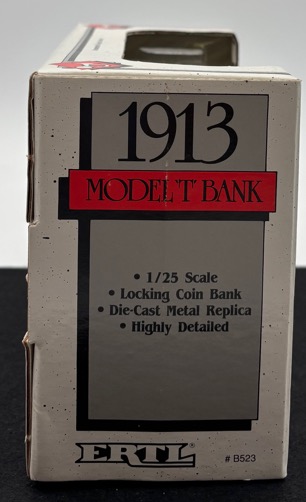 1913
MODEL 'T' BANK
• 1/25 Scale
• Locking Coin Bank
• Die-Cast Metal Replica
• Highly Detailed
ERTL®
# B523